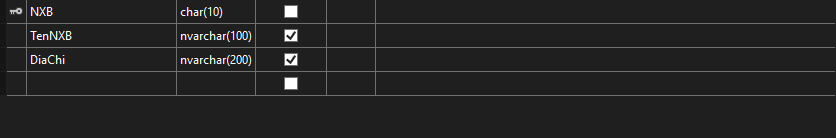 NXB char(10)
TenNXB nvarchar(100)
DiaChi nvarchar(200)